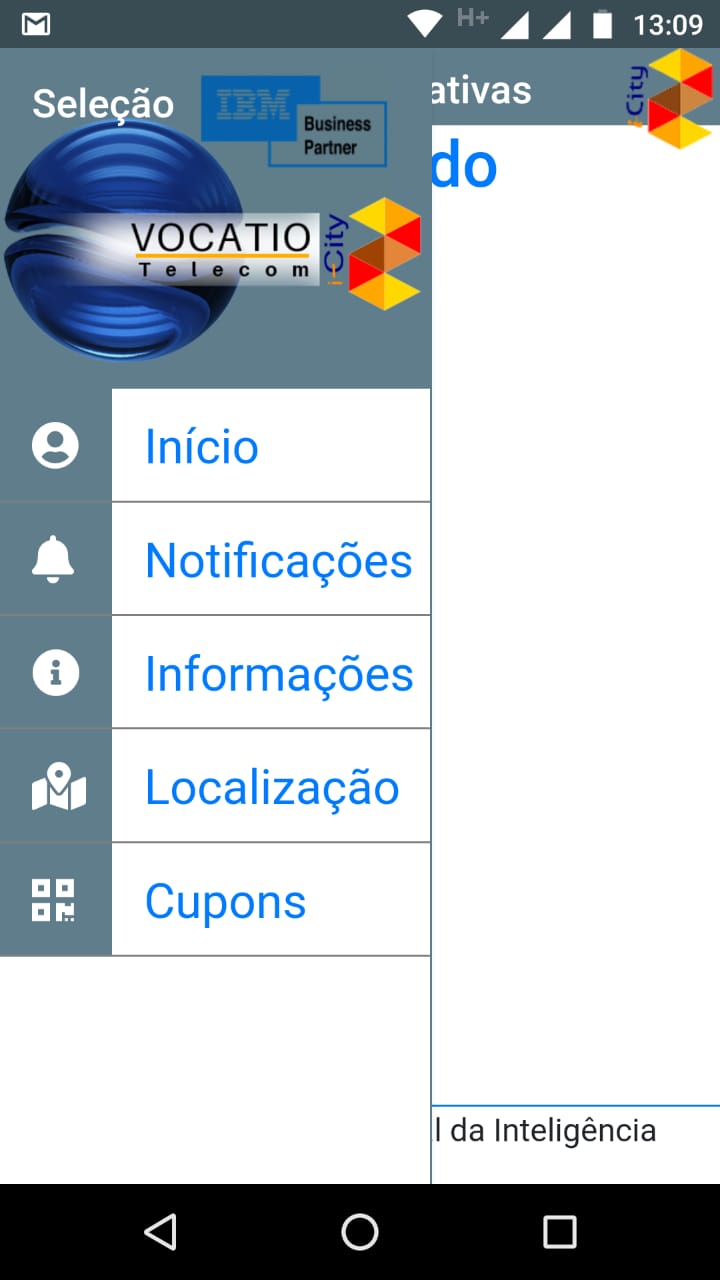 H+ 13:09
Seleção
IBM
Business
Partner
ativas
i-City
do
VOCATIO
Telecom
i-City
Início
Notificações
Informações
Localização
Cupons
l da Inteligência